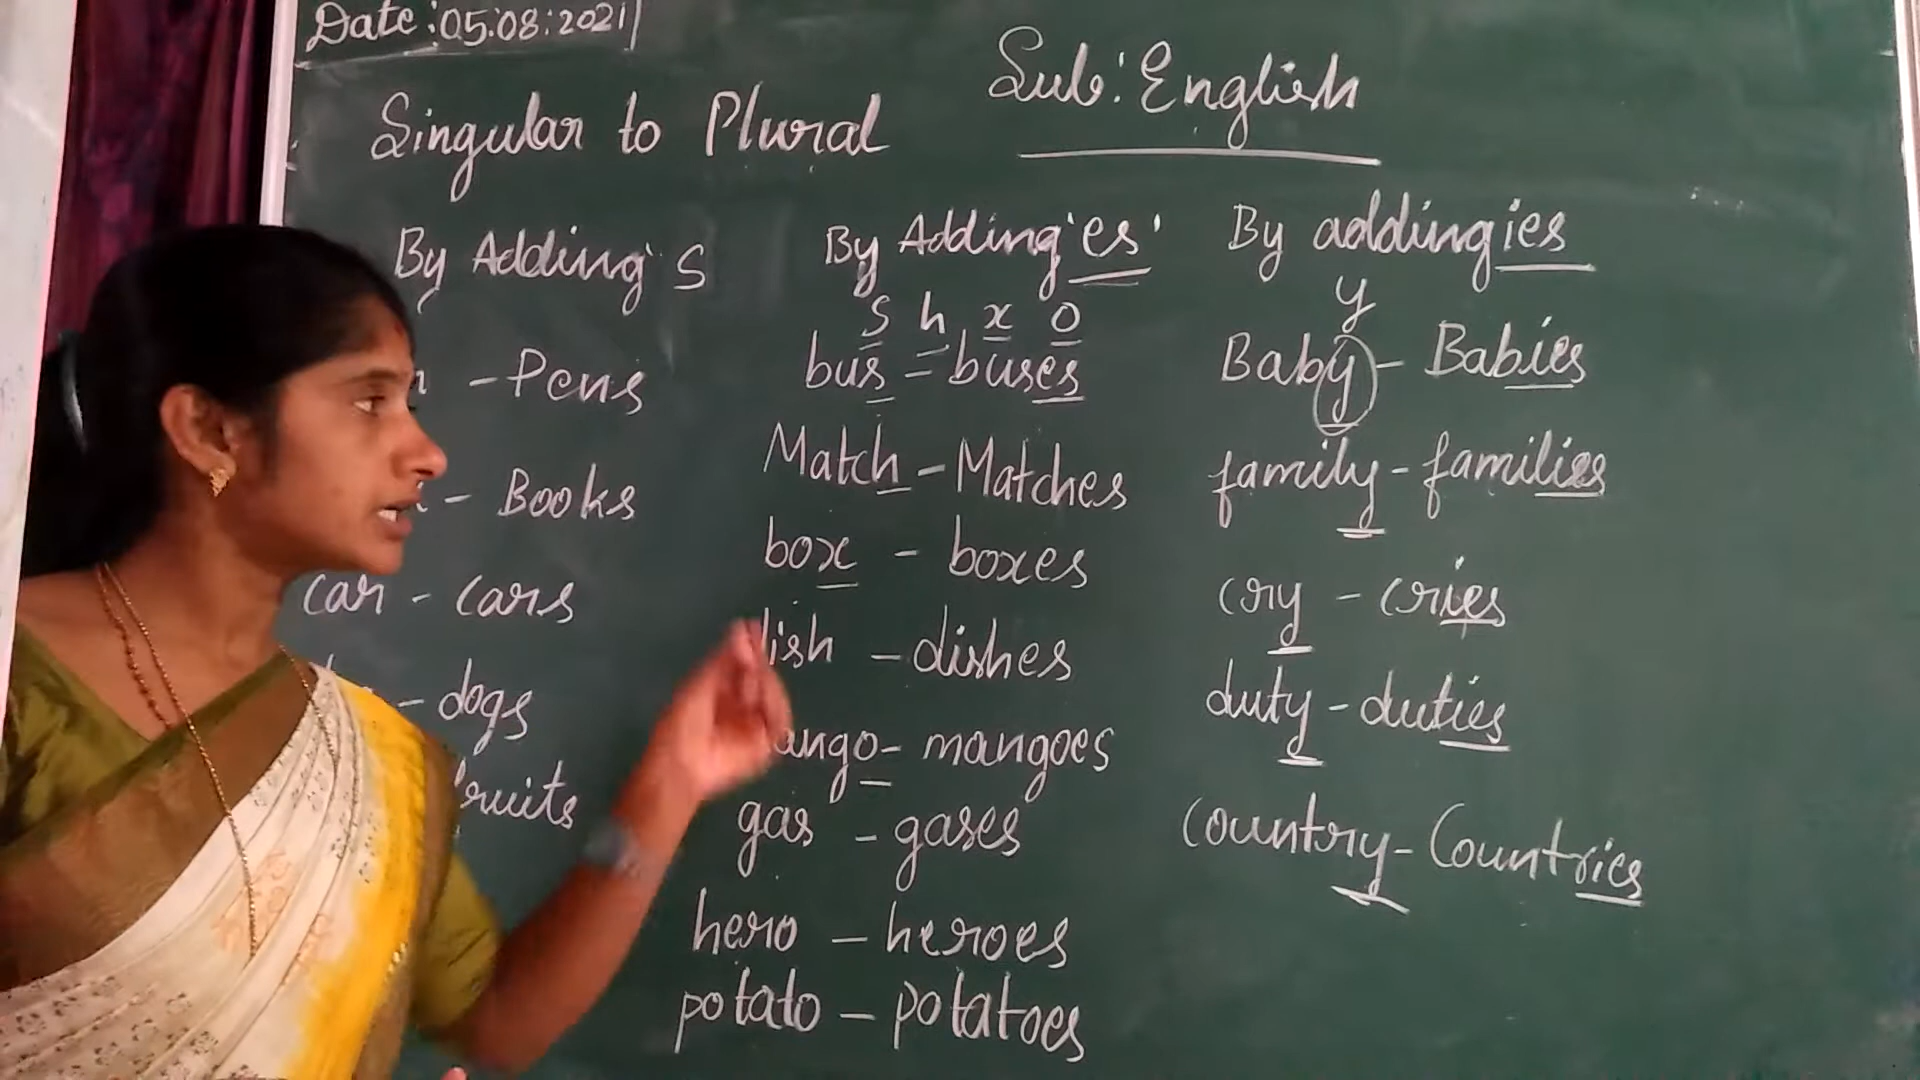 Date:05:08:2021
Sub: English
Singular to Plural
By Adding S
- Pens
- Books
car - cars
- dogs
fruits
By Adding 'es'
s h x o
bus - buses
Match - Matches
box - boxes
dish - dishes
ango - mangoes
gas - gases
hero - heroes
potato - potatoes
By adding ies
y
Baby - Babies
family - families
cry - cries
duty - duties
country - Countries